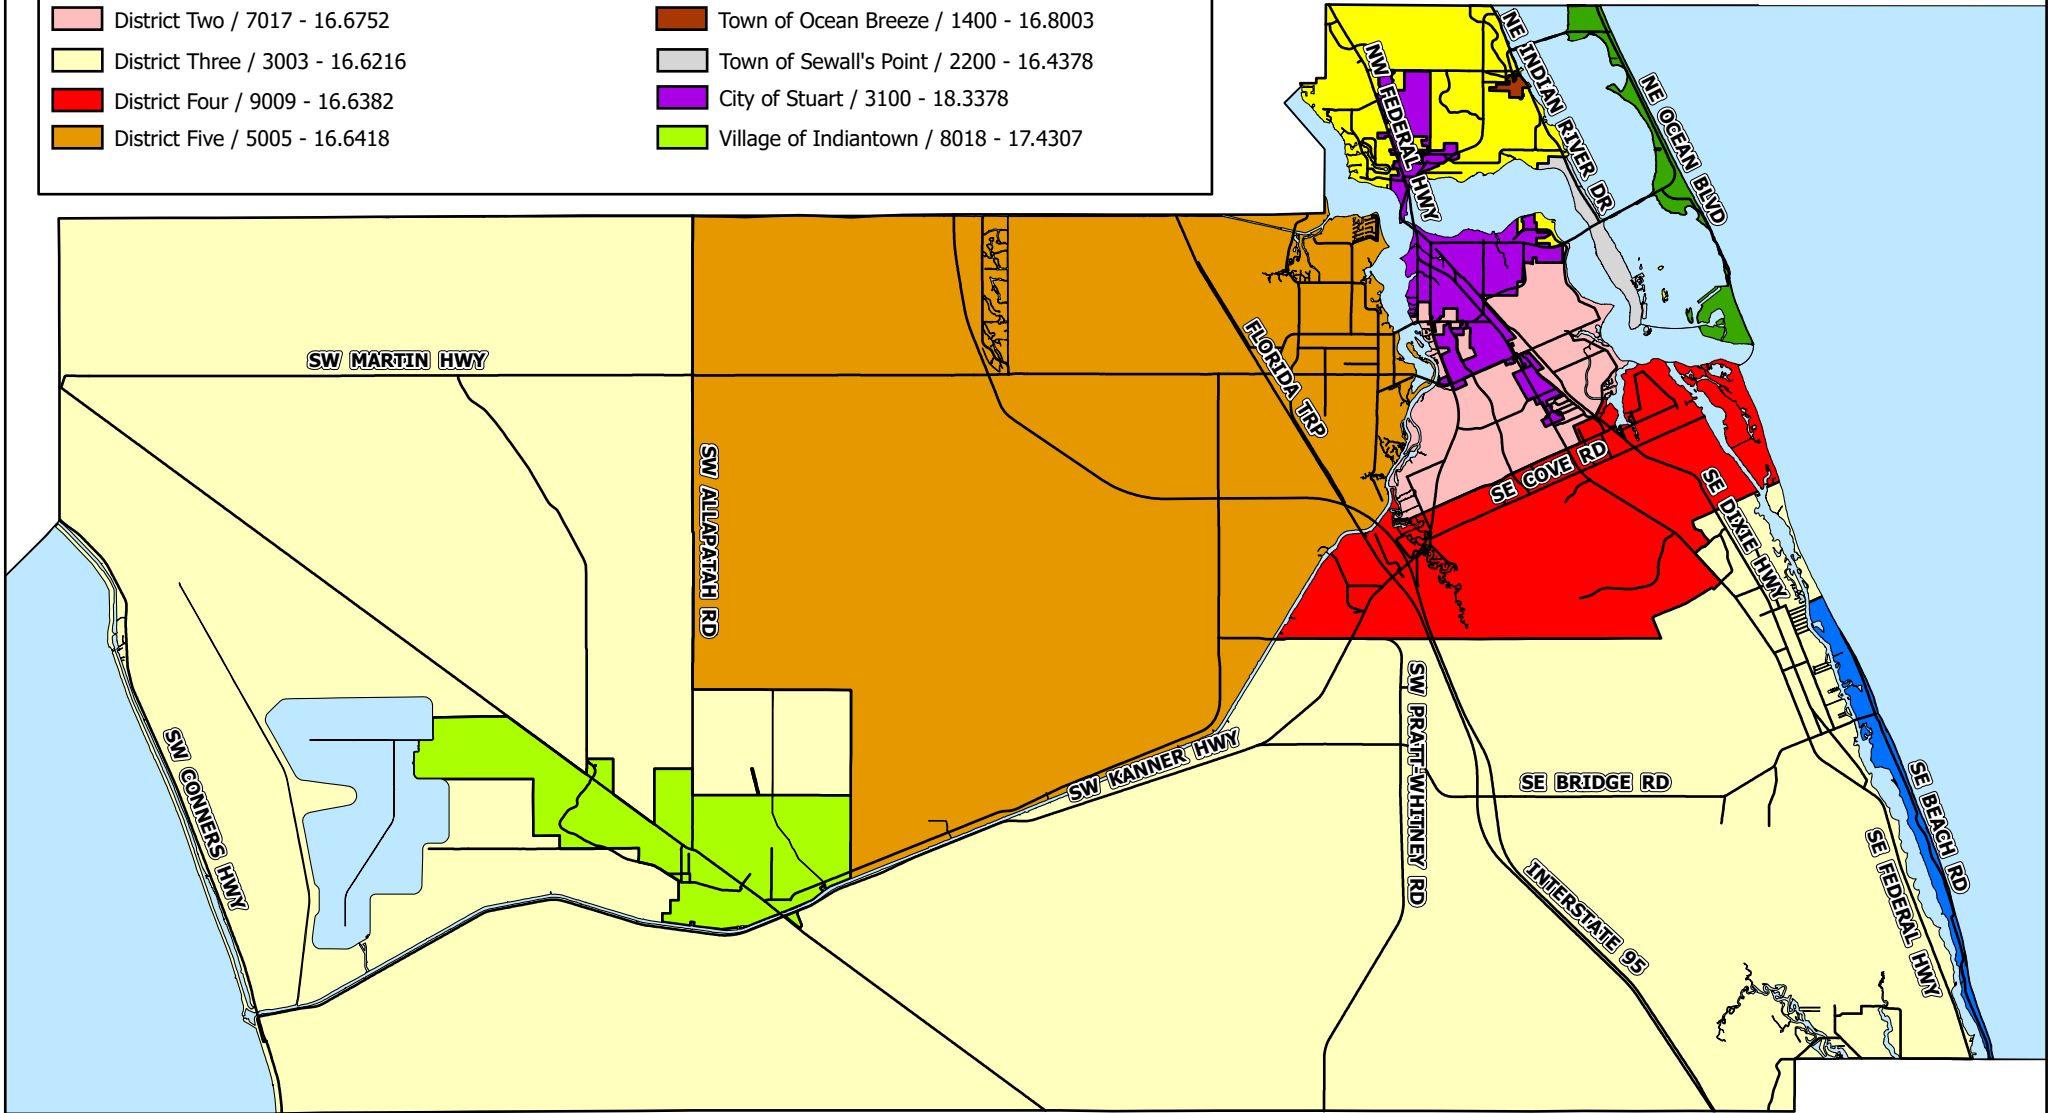 District Two / 7017 - 16.6752
District Three / 3003 - 16.6216
District Four / 9009 - 16.6382
District Five / 5005 - 16.6418
Town of Ocean Breeze / 1400 - 16.8003
Town of Sewall's Point / 2200 - 16.4378
City of Stuart / 3100 - 18.3378
Village of Indiantown / 8018 - 17.4307
NW FEDERAL HWY
NE INDIAN RIVER DR
NE OCEAN BLVD
SW MARTIN HWY
FLORIDA TRP
SW ALLAPATAH RD
SE COVE RD
SE DIXIE HWY
SW CONNERS HWY
SW KANNER HWY
SW PRATT-WHITNEY RD
SE BRIDGE RD
SE BEACH RD
SE FEDERAL HWY
INTERSTATE 95